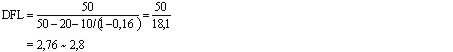 DFL = 50 / (50 − 20 − 10/(1−0,16)) = 50 / 18,1
= 2,76 ~ 2,8